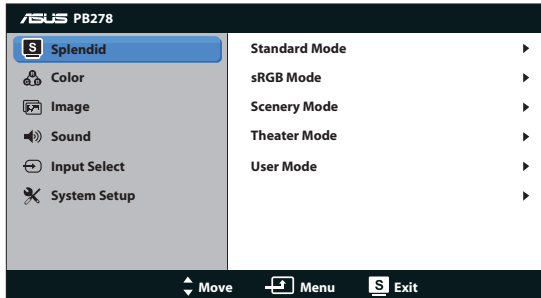 ASUS PB278
S Splendid
Color
Image
Sound
Input Select
System Setup
Standard Mode
sRGB Mode
Scenery Mode
Theater Mode
User Mode
Move Menu S Exit